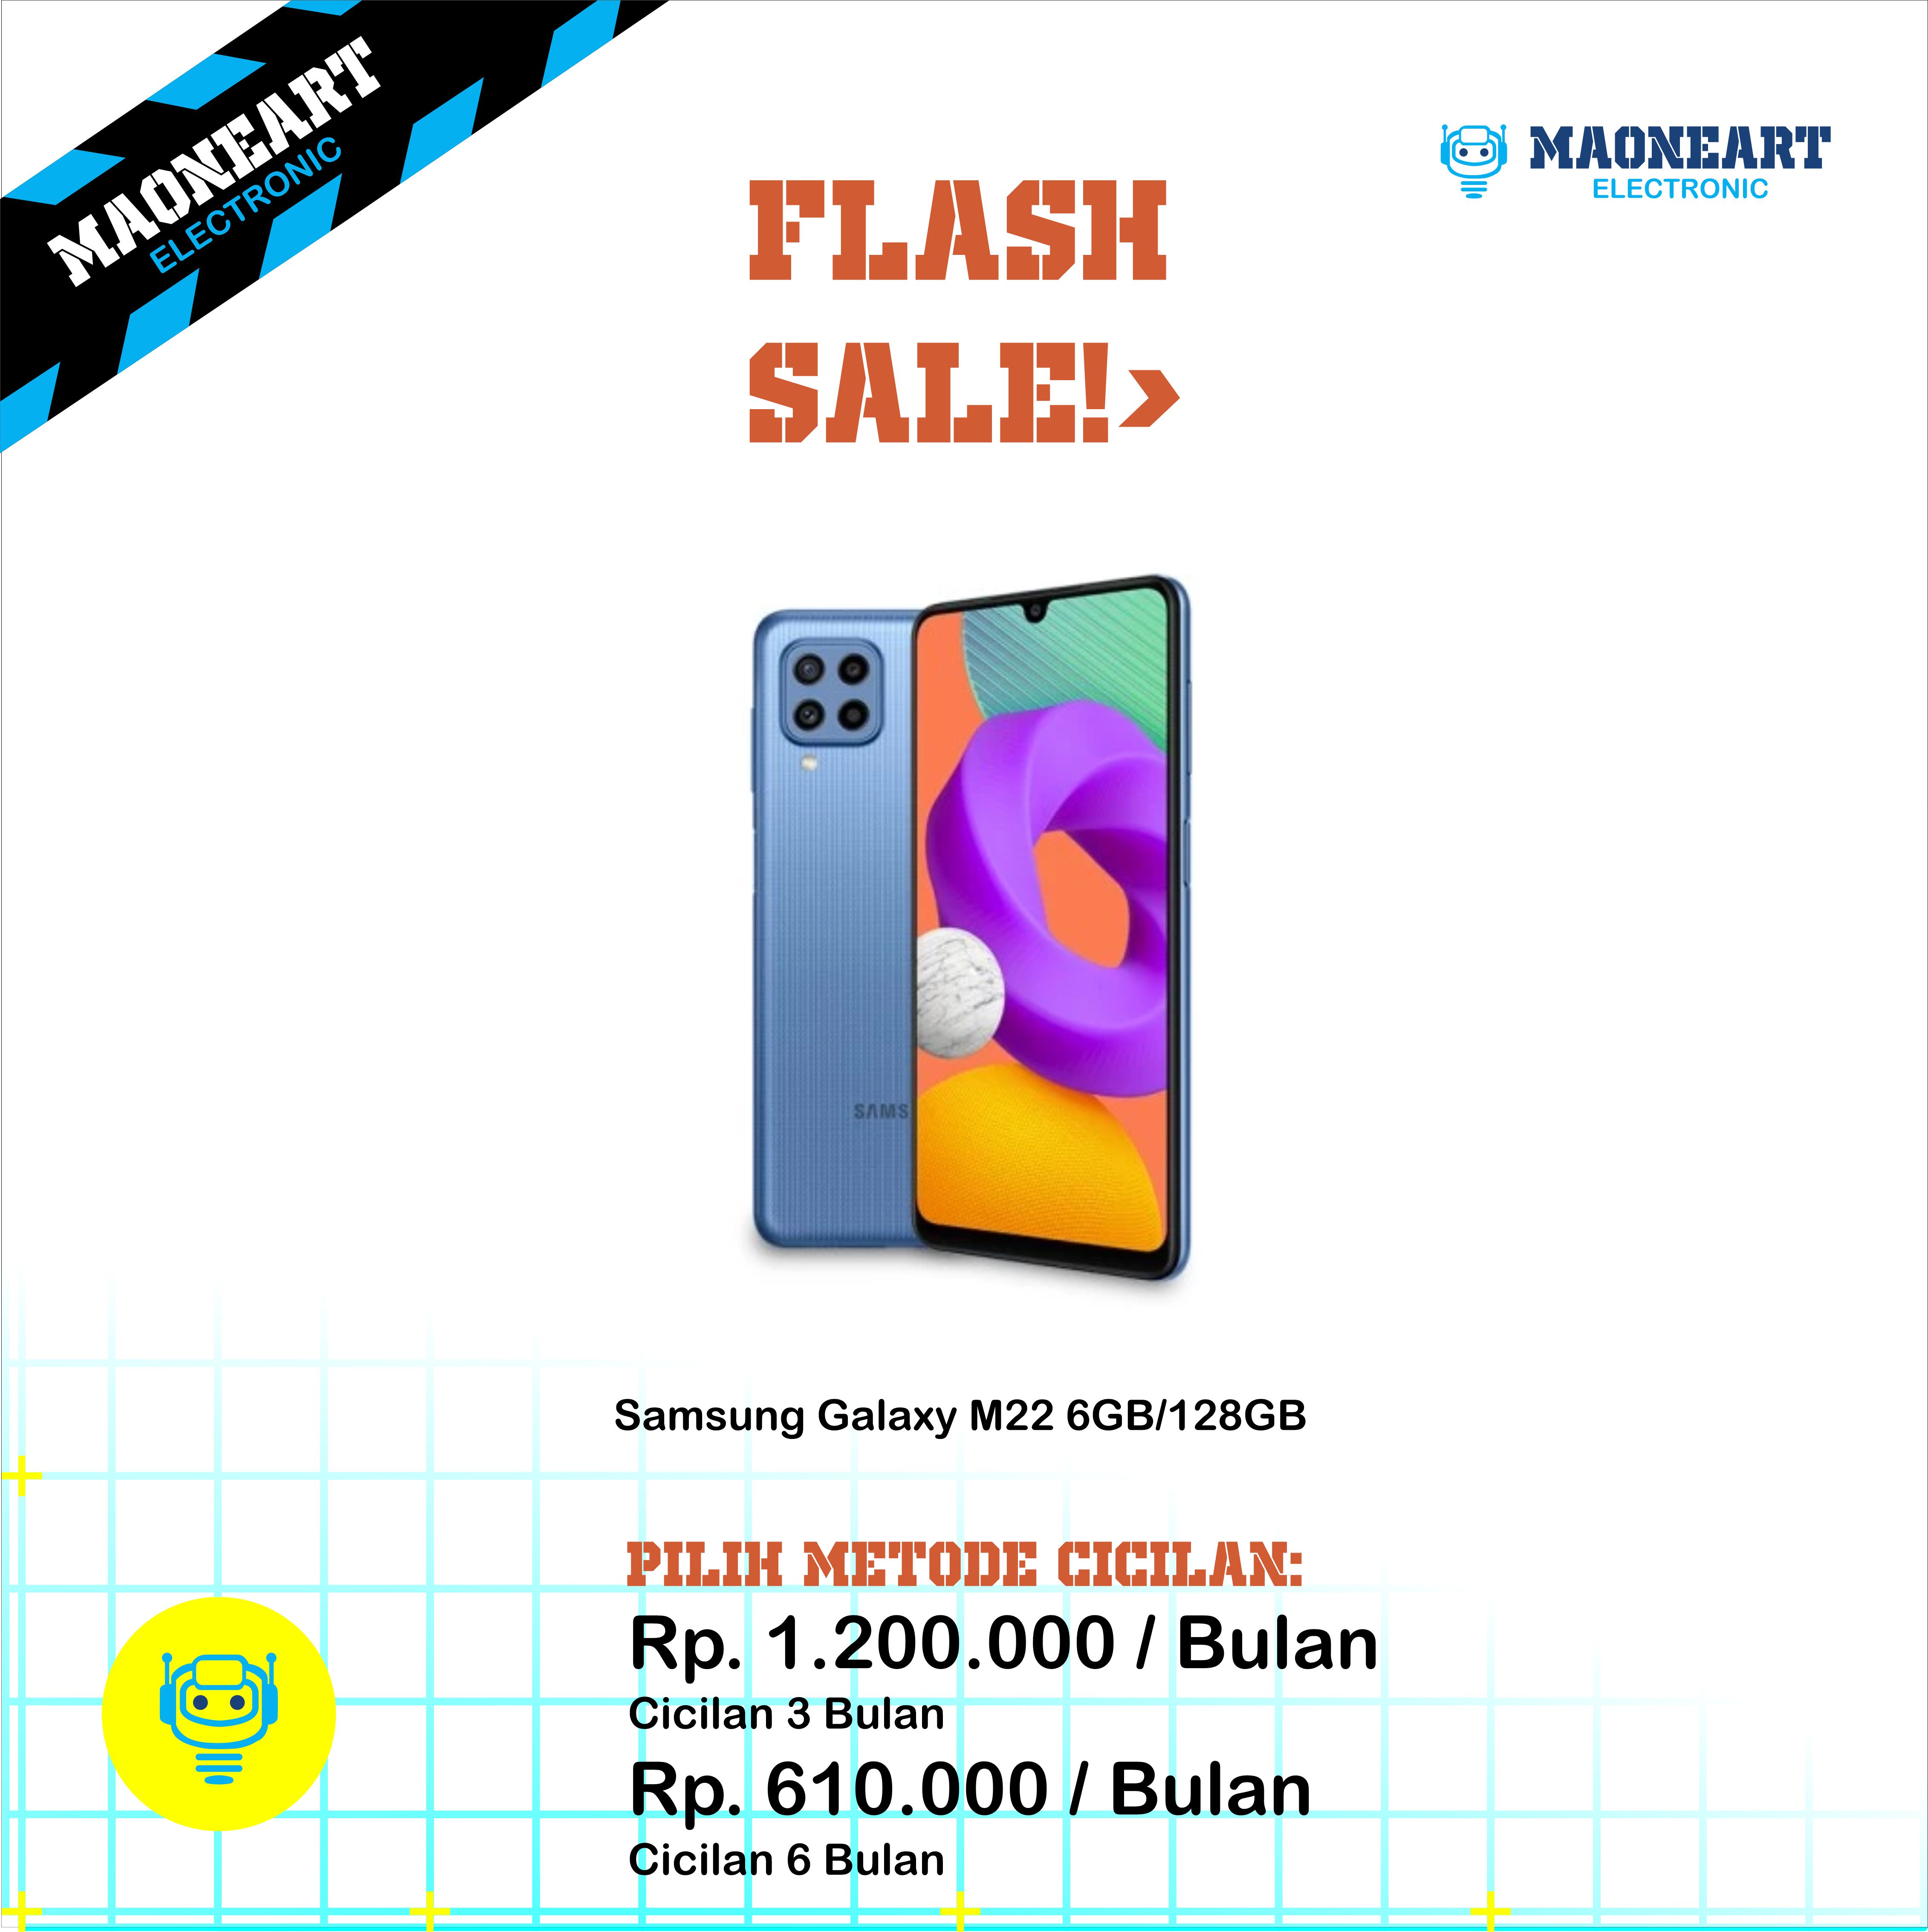 MAONEART
ELECTRONIC
MAONEART
ELECTRONIC
FLASH
SALE!>
SAMS
Samsung Galaxy M22 6GB/128GB
PILIH METODE CICILAN:
Rp. 1.200.000 / Bulan
Cicilan 3 Bulan
Rp. 610.000 / Bulan
Cicilan 6 Bulan